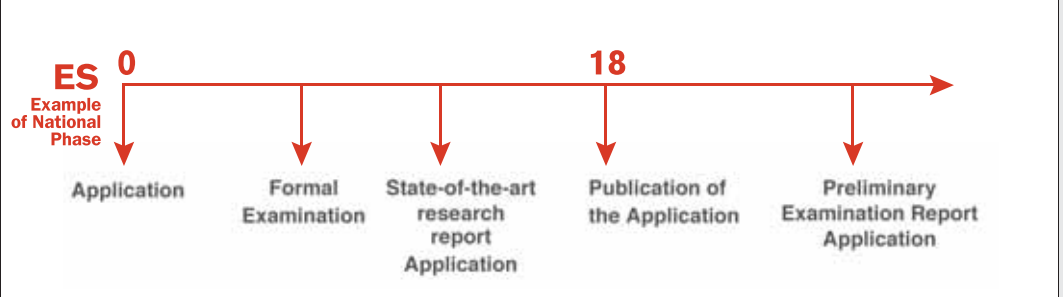 0
18
ES
Example
of National
Phase
Application
Formal
Examination
State-of-the-art
research
report
Application
Publication of
the Application
Preliminary
Examination Report
Application